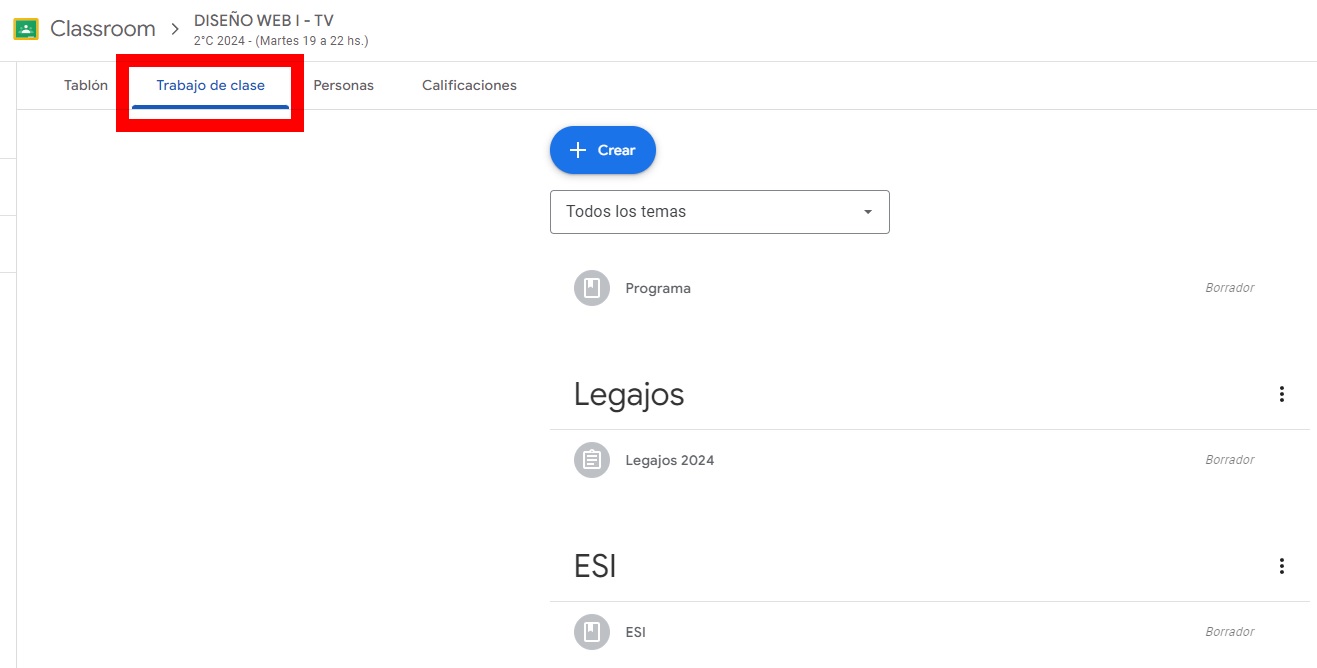 Classroom
DISEÑO WEB I - TV
2°C 2024 - (Martes 19 a 22 hs.)
Tablón
Trabajo de clase
Personas
Calificaciones
Crear
Todos los temas
Programa
Borrador
Legajos
Legajos 2024
Borrador
ESI
ESI
Borrador